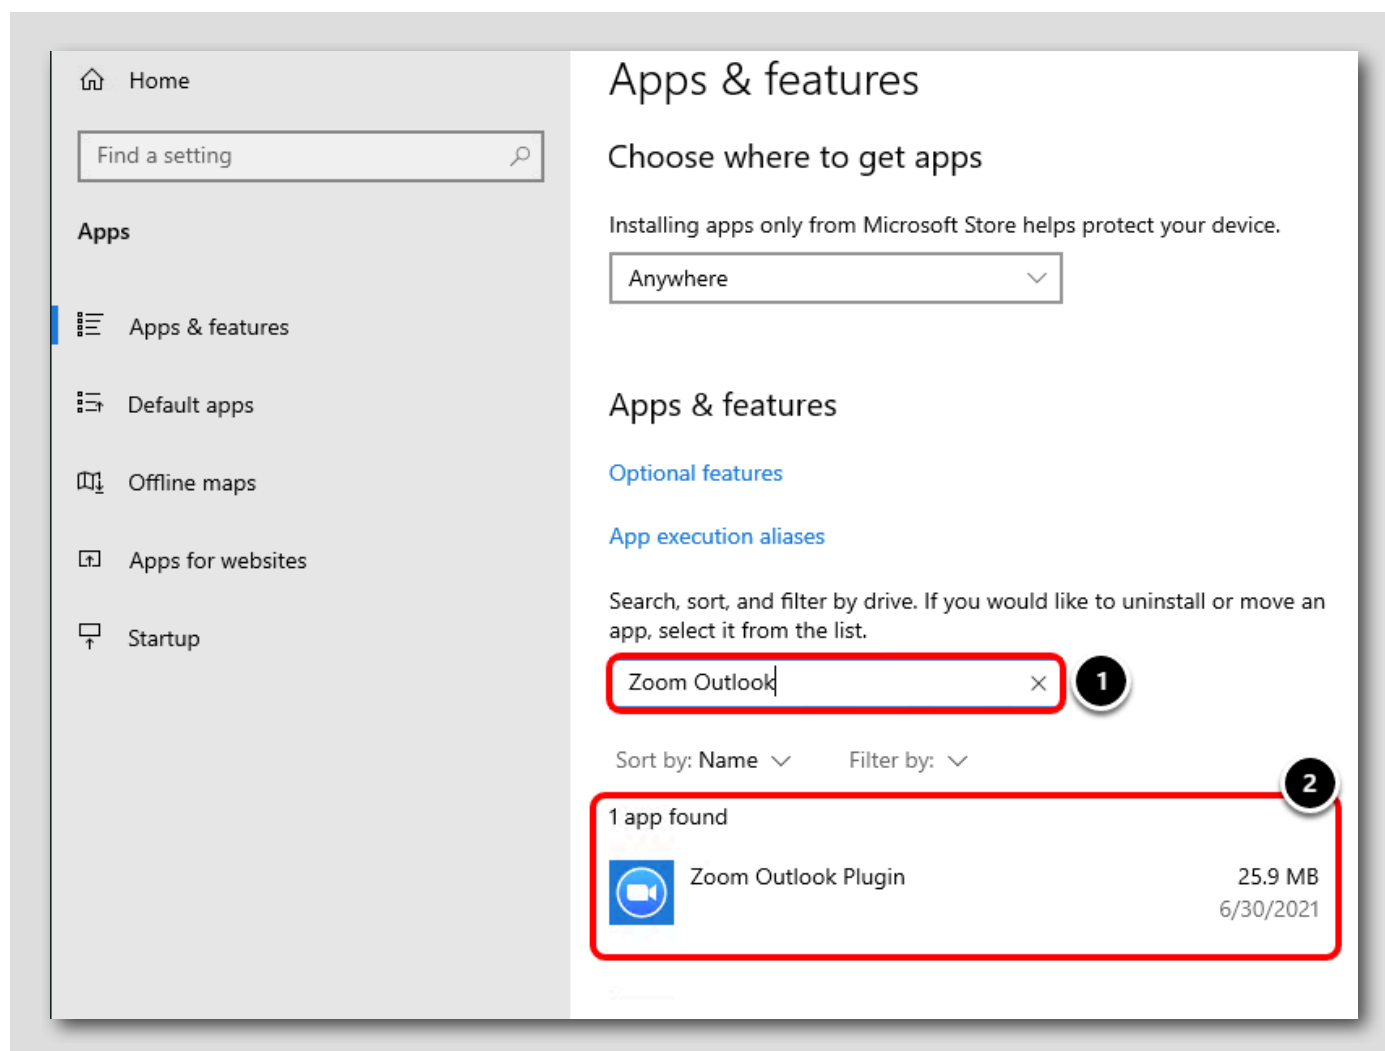 Home
Find a setting
Apps
Apps & features
Default apps
Offline maps
Apps for websites
Startup
Apps & features
Choose where to get apps
Installing apps only from Microsoft Store helps protect your device.
Anywhere
Apps & features
Optional features
App execution aliases
Search, sort, and filter by drive. If you would like to uninstall or move an
app, select it from the list.
Zoom Outlook
1
Sort by: Name
Filter by:
2
1 app found
Zoom Outlook Plugin
25.9 MB
6/30/2021